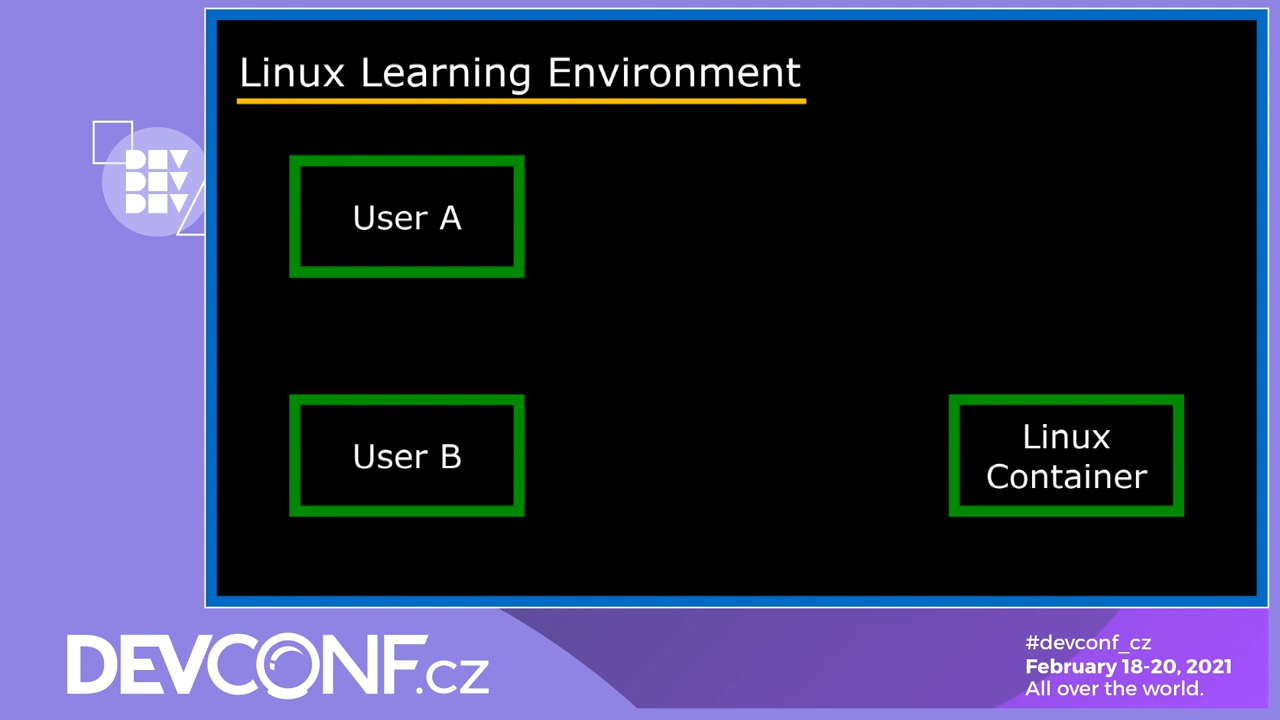 Linux Learning Environment
User A
User B
Linux
Container
DEV
DEV
DEV
DEVCONF.cz
#devconf_cz
February 18-20, 2021
All over the world.